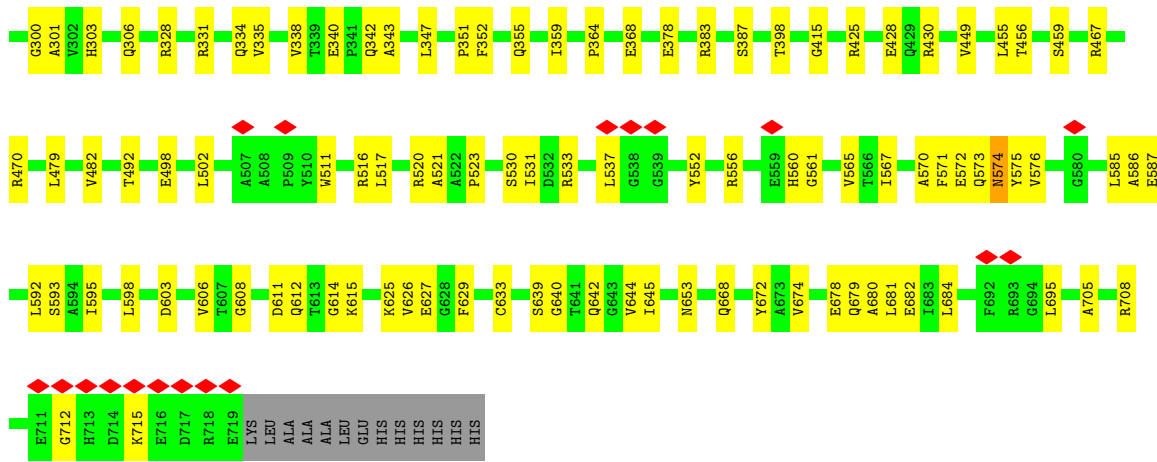 G300 A301 V302 H303 Q306 R328 R331 Q334 V335 V338 T339 E340 P341 Q342 A343 L347 P351 F352 Q355 I359 P364 E368 E378 R383 S387 T398 G415 R425 E428 Q429 R430 V449 L455 T456 S459 R467
R470 L479 V482 T492 E498 L502 A507 A508 P509 Y510 W511 R516 L517 R520 A521 A522 P523 S530 I531 D532 R533 L537 G538 G539 Y552 R556 E559 H560 G561 V565 T566 I567 A570 F571 E572 Q573 N574 Y575 V576 G580 L585 A586 E587
L592 S593 A594 I595 L598 D603 V606 T607 G608 D611 Q612 T613 G614 K615 K625 V626 E627 G628 F629 C633 S639 G640 T641 Q642 G643 V644 I645 N653 Q668 Y672 A673 V674 E678 Q679 A680 L681 E682 I683 L684 F692 R693 G694 L695 A705 R708
E711 G712 H713 D714 K715 E716 D717 R718 E719 LYS LEU ALA ALA ALA LEU GLU HIS HIS HIS HIS HIS HIS